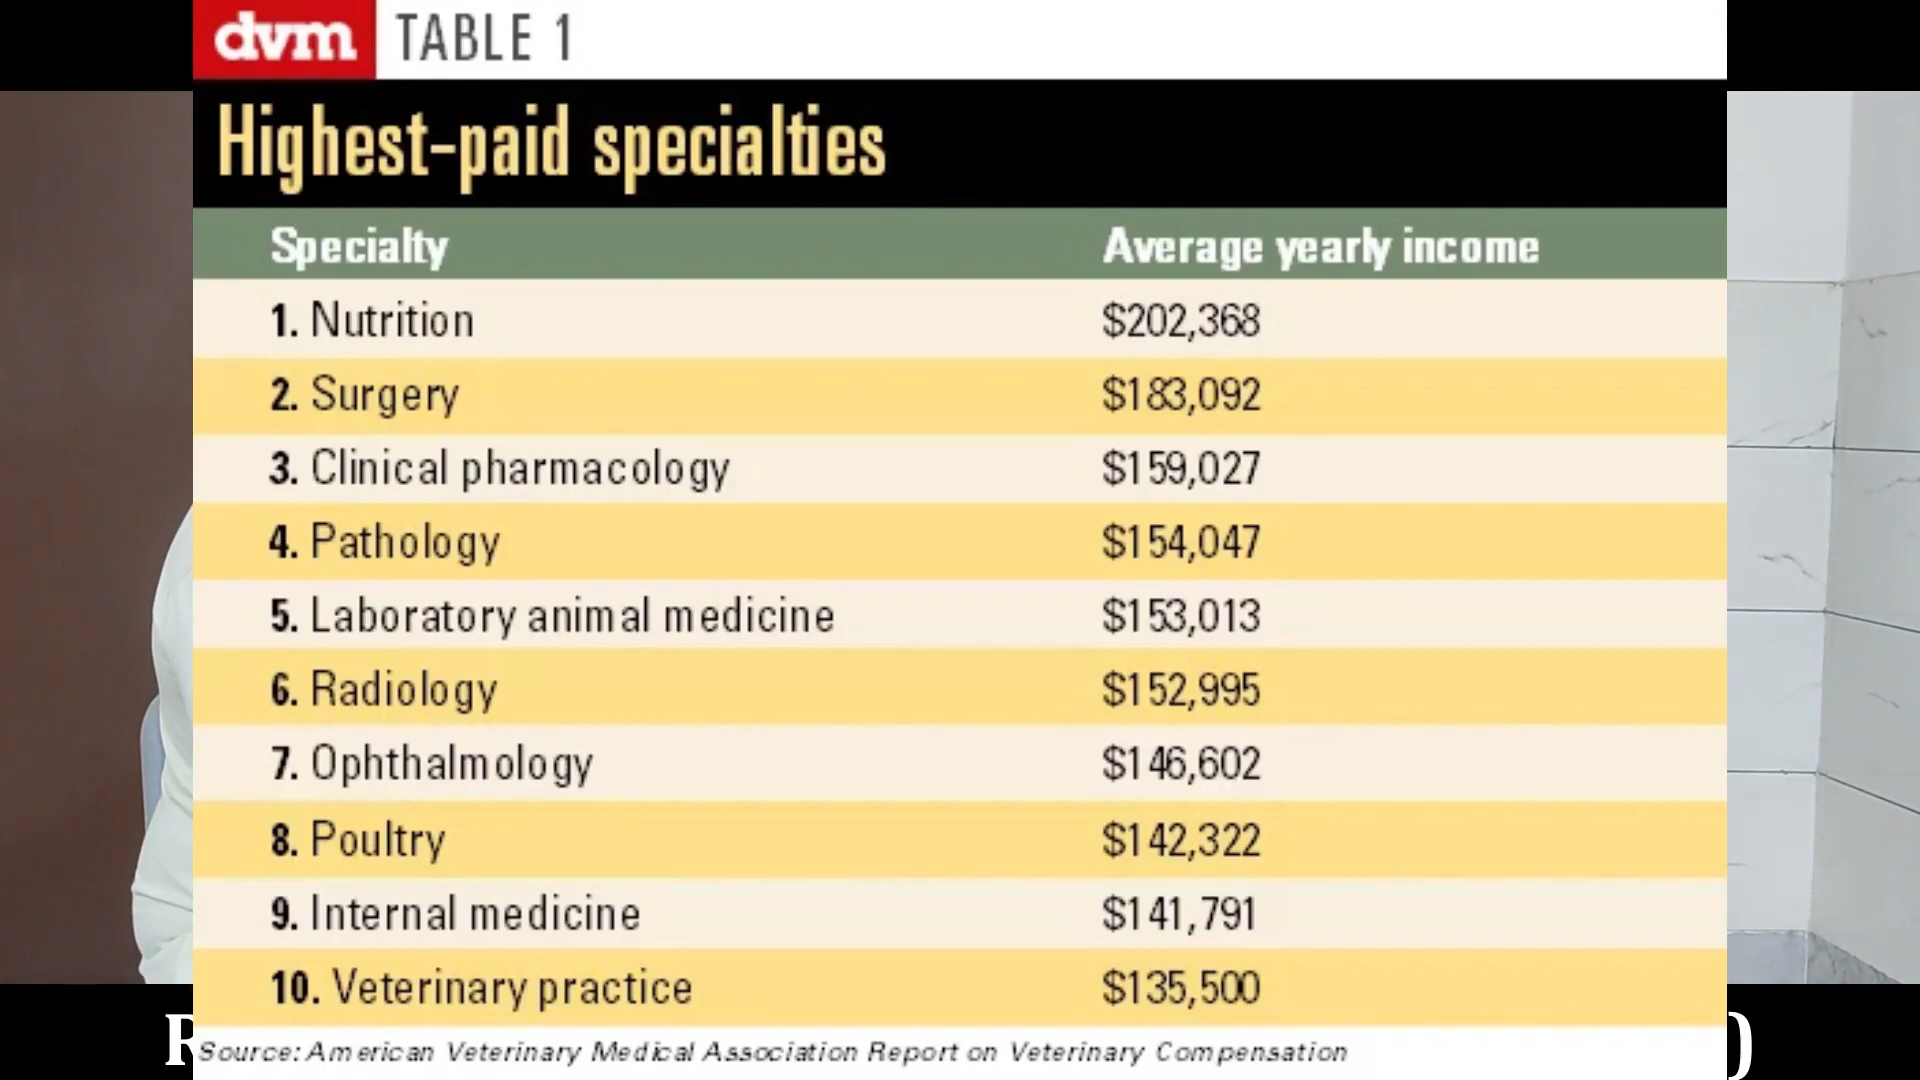 dvm TABLE 1
Highest-paid specialties
Specialty Average yearly income
1. Nutrition $202,368
2. Surgery $183,092
3. Clinical pharmacology $159,027
4. Pathology $154,047
5. Laboratory animal medicine $153,013
6. Radiology $152,995
7. Ophthalmology $146,602
8. Poultry $142,322
9. Internal medicine $141,791
10. Veterinary practice $135,500
Source: American Veterinary Medical Association Report on Veterinary Compensation